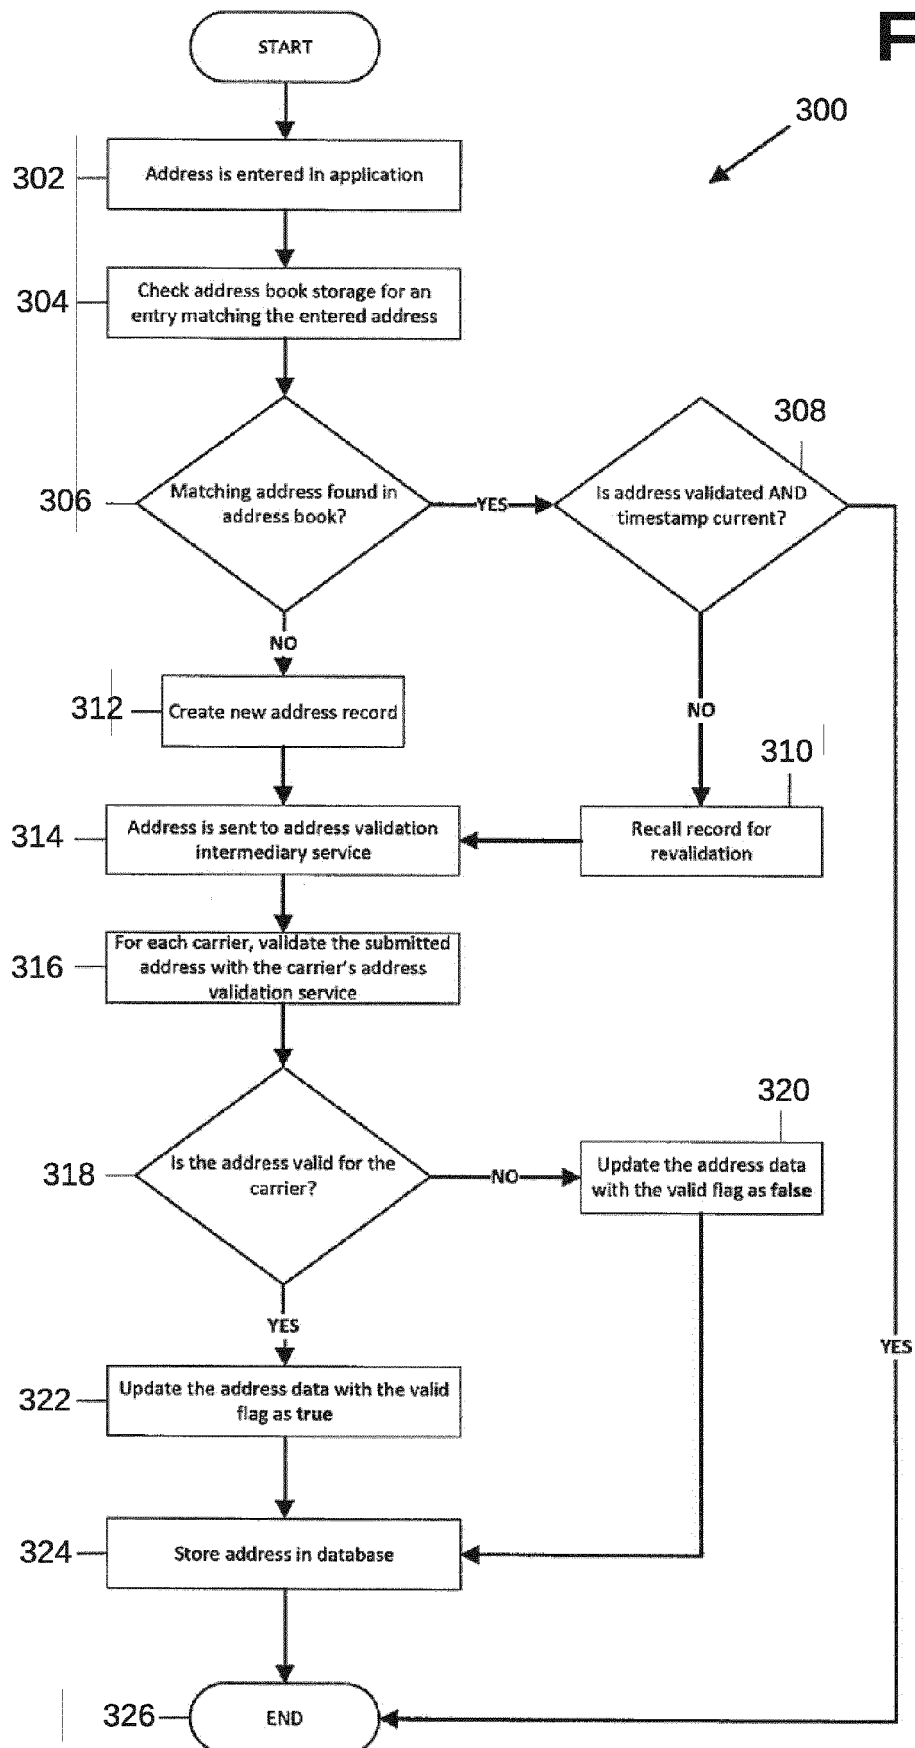 START
F
300
302
Address is entered in application
304
Check address book storage for an
entry matching the entered address
306
Matching address found in
address book?
YES
308
Is address validated AND
timestamp current?
NO
312
Create new address record
NO
310
Recall record for
revalidation
314
Address is sent to address validation
intermediary service
316
For each carrier, validate the submitted
address with the carrier's address
validation service
318
Is the address valid for the
carrier?
NO
320
Update the address data
with the valid flag as false
YES
YES
322
Update the address data with the valid
flag as true
324
Store address in database
326
END